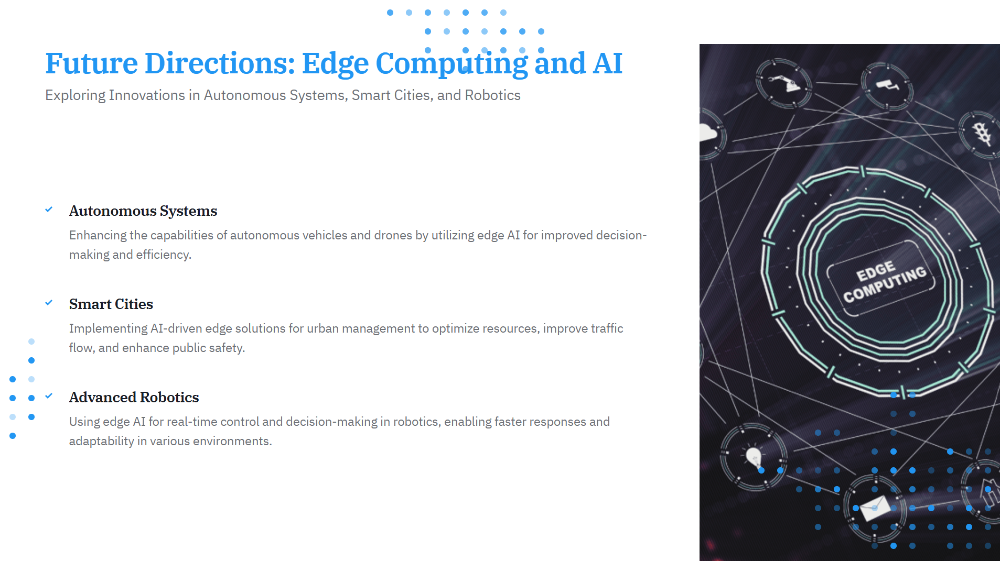 Future Directions: Edge Computing and AI
Exploring Innovations in Autonomous Systems, Smart Cities, and Robotics
Autonomous Systems
Enhancing the capabilities of autonomous vehicles and drones by utilizing edge AI for improved decision-
making and efficiency.
Smart Cities
Implementing AI-driven edge solutions for urban management to optimize resources, improve traffic
flow, and enhance public safety.
Advanced Robotics
Using edge AI for real-time control and decision-making in robotics, enabling faster responses and
adaptability in various environments.
EDGE
COMPUTING